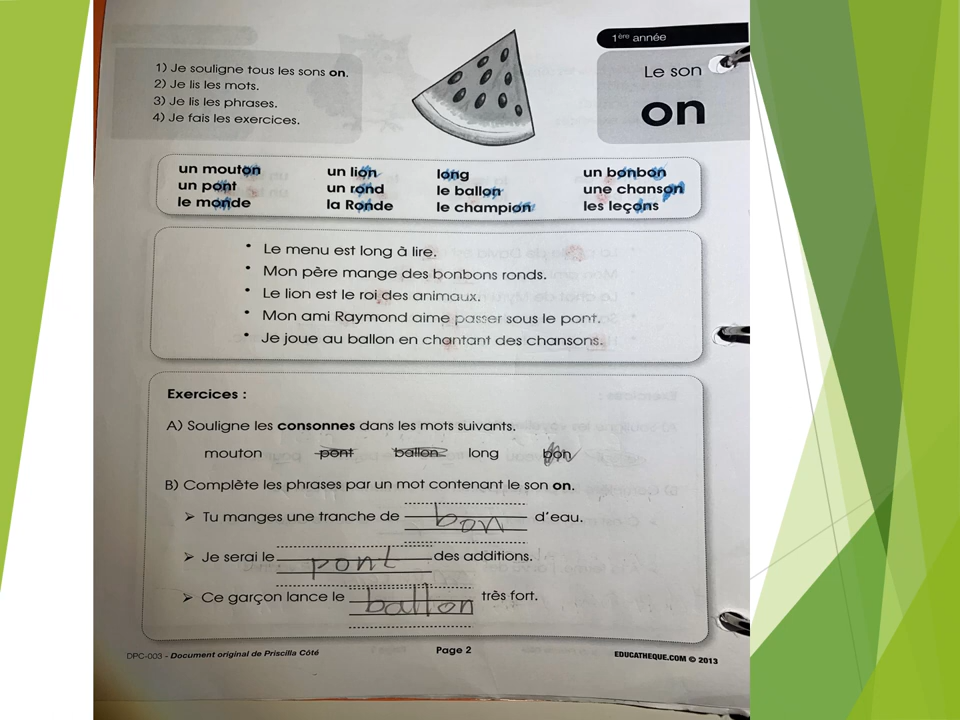 1ère année
Le son
on
1) Je souligne tous les sons on.
2) Je lis les mots.
3) Je lis les phrases.
4) Je fais les exercices.
un mouton un lion long un bonbon
un pont un rond le ballon une chanson
le monde la Ronde le champion les leçons
• Le menu est long à lire.
• Mon père mange des bonbons ronds.
• Le lion est le roi des animaux.
• Mon ami Raymond aime passer sous le pont.
• Je joue au ballon en chantant des chansons.
Exercices :
A) Souligne les consonnes dans les mots suivants.
mouton pont ballon long bon
B) Complète les phrases par un mot contenant le son on.
➢ Tu manges une tranche de bon d'eau.
➢ Je serai le pont des additions.
➢ Ce garçon lance le ballon très fort.
DPC-003 - Document original de Priscilla Côté Page 2 EDUCATHEQUE.COM © 2013